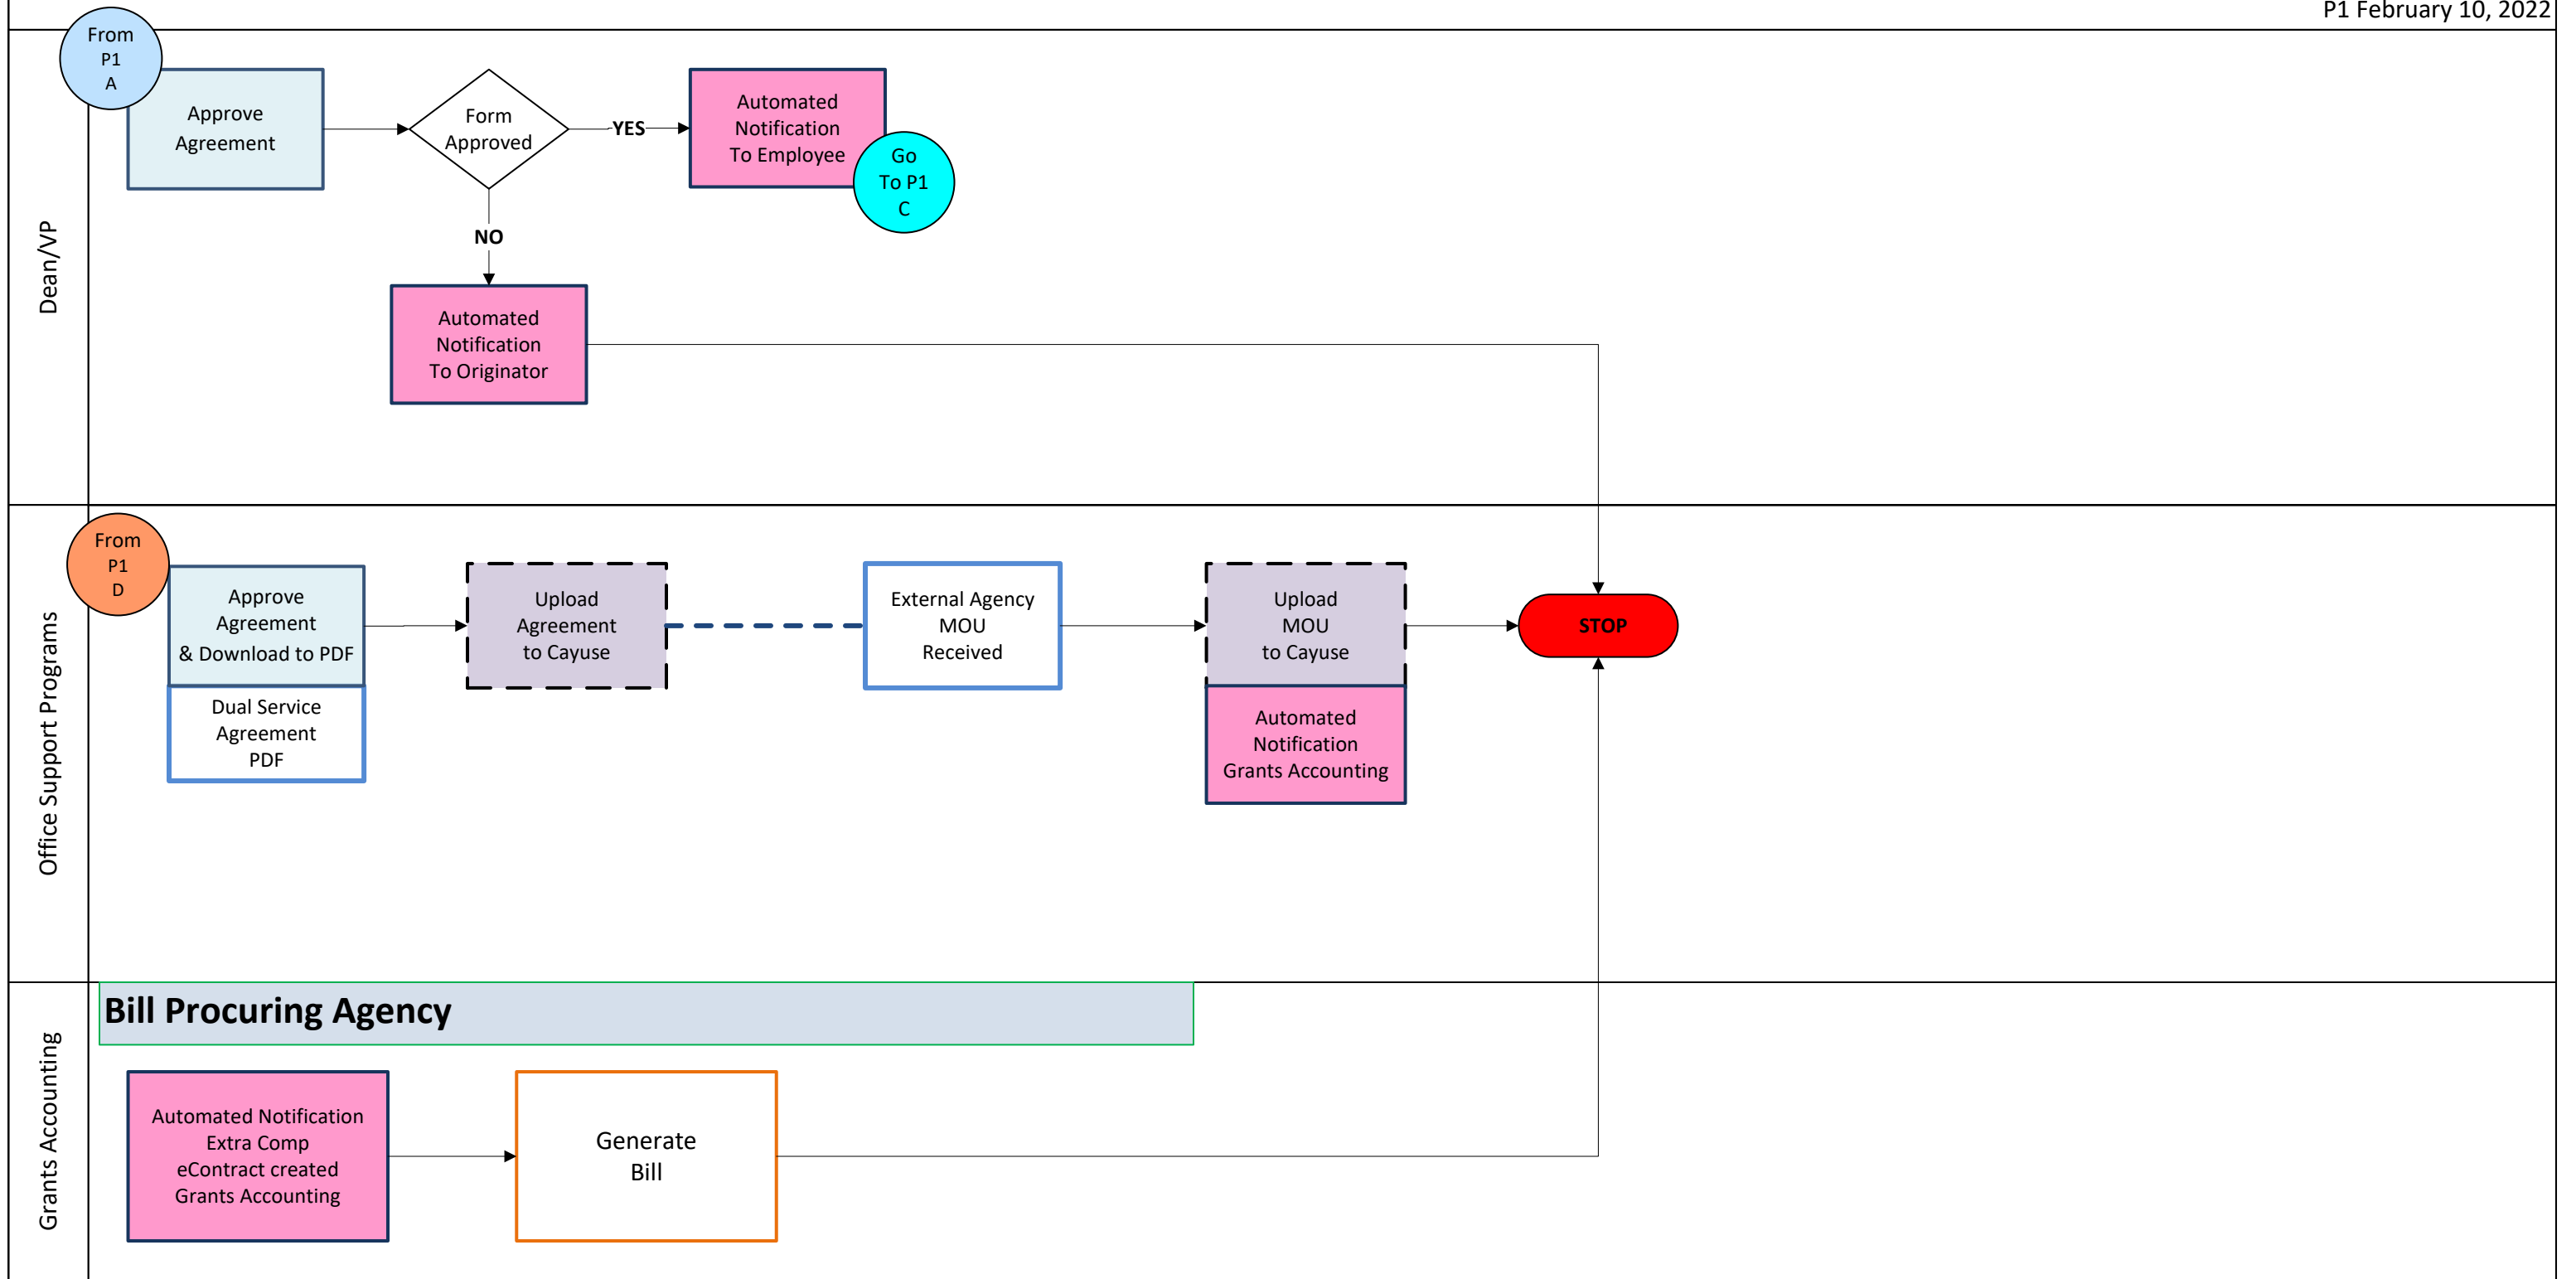 P1 February 10, 2022
Dean/VP
From
P1
A
Approve
Agreement
Form
Approved
YES
Automated
Notification
To Employee
Go
To P1
C
NO
Automated
Notification
To Originator
Office Support Programs
From
P1
D
Approve
Agreement
& Download to PDF
Dual Service
Agreement
PDF
Upload
Agreement
to Cayuse
External Agency
MOU
Received
Upload
MOU
to Cayuse
Automated
Notification
Grants Accounting
STOP
Grants Accounting
Bill Procuring Agency
Automated Notification
Extra Comp
eContract created
Grants Accounting
Generate
Bill